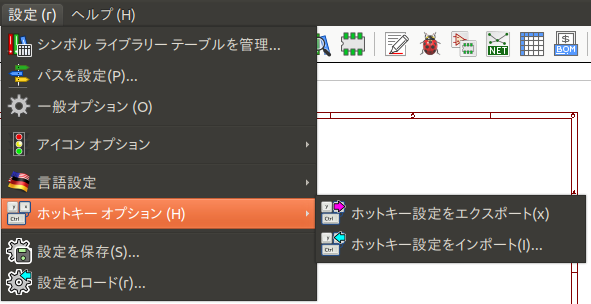 設定 (r) ヘルプ (H)
シンボル ライブラリー テーブルを管理...
パスを設定(P)...
一般オプション (O)
アイコン オプション
言語設定
ホットキー オプション (H)
設定を保存(S)...
設定をロード(r)...
ホットキー設定をエクスポート(x)
ホットキー設定をインポート(I)...
NET
BOM
y
x
Ctrl
y
Ctrl
y
Ctrl